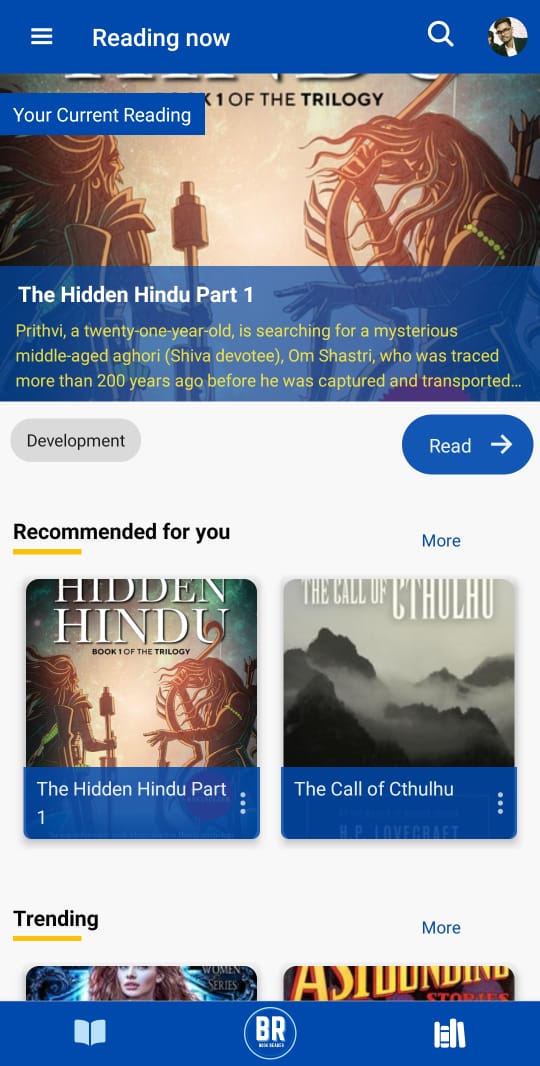 Reading now
HINDU
BOOK 1 OF THE TRILOGY
Your Current Reading
The Hidden Hindu Part 1
Prithvi, a twenty-one-year-old, is searching for a mysterious
middle-aged aghori (Shiva devotee), Om Shastri, who was traced
more than 200 years ago before he was captured and transported...
Development
Read
Recommended for you
More
HIDDEN
HINDU
BOOK 1 OF THE TRILOGY
The Hidden Hindu Part
1
THE CALL OF CTHULHU
The Call of Cthulhu
H.P. LOVECRAFT
Trending
More
WOMEN
SERIES
ASTOUNDING
STORIES
BR
BOOK READER